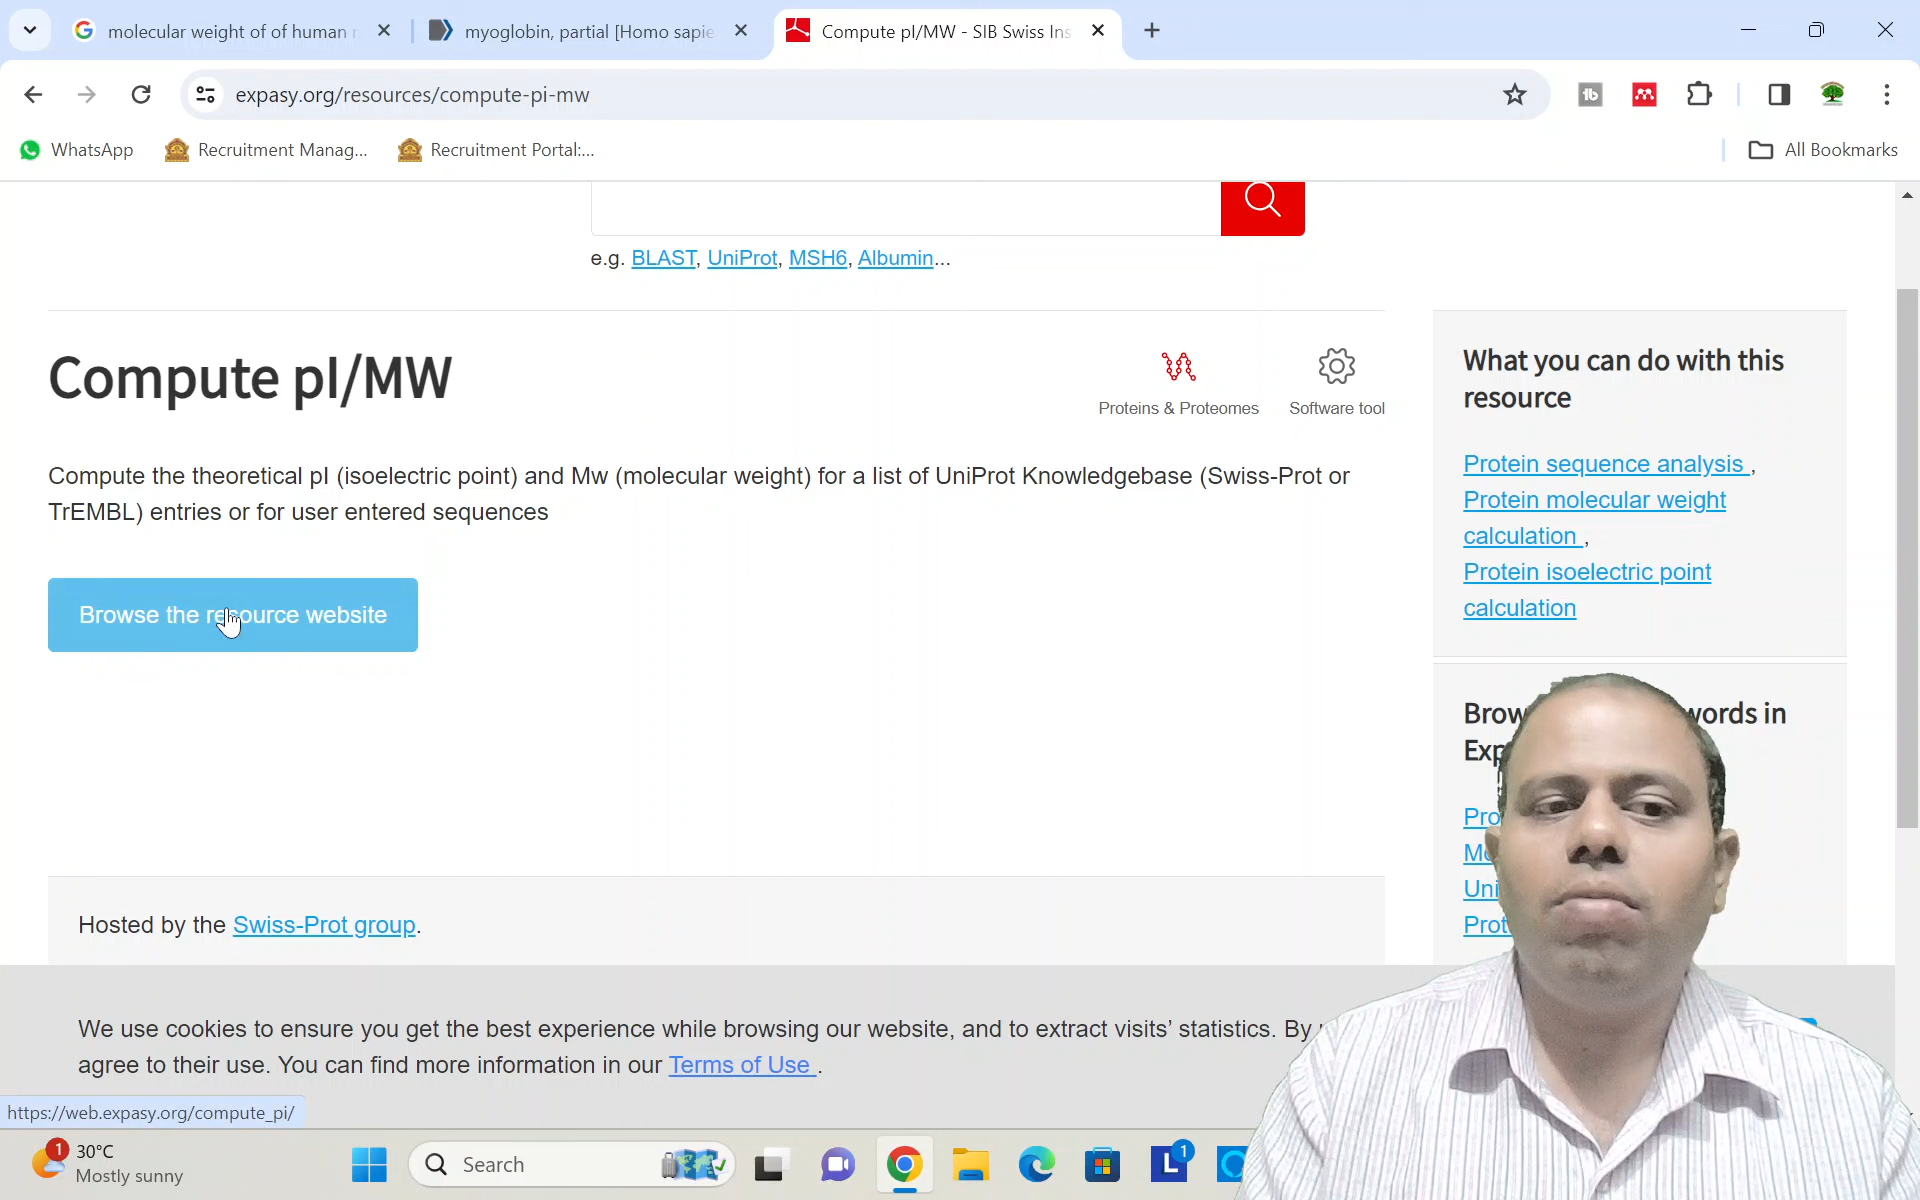 molecular weight of of human
myoglobin, partial [Homo sapie
Compute pI/MW - SIB Swiss Ins
expasy.org/resources/compute-pi-mw
WhatsApp
Recruitment Manag...
Recruitment Portal:...
All Bookmarks
e.g. BLAST, UniProt, MSH6, Albumin...
Compute pI/MW
Proteins & Proteomes
Software tool
Compute the theoretical pI (isoelectric point) and Mw (molecular weight) for a list of UniProt Knowledgebase (Swiss-Prot or
TrEMBL) entries or for user entered sequences
Browse the resource website
Hosted by the Swiss-Prot group.
What you can do with this
resource
Protein sequence analysis ,
Protein molecular weight
calculation ,
Protein isoelectric point
calculation
words in
We use cookies to ensure you get the best experience while browsing our website, and to extract visits' statistics. By
agree to their use. You can find more information in our Terms of Use .
https://web.expasy.org/compute_pi/
1
30°C
Mostly sunny
Search
L
1